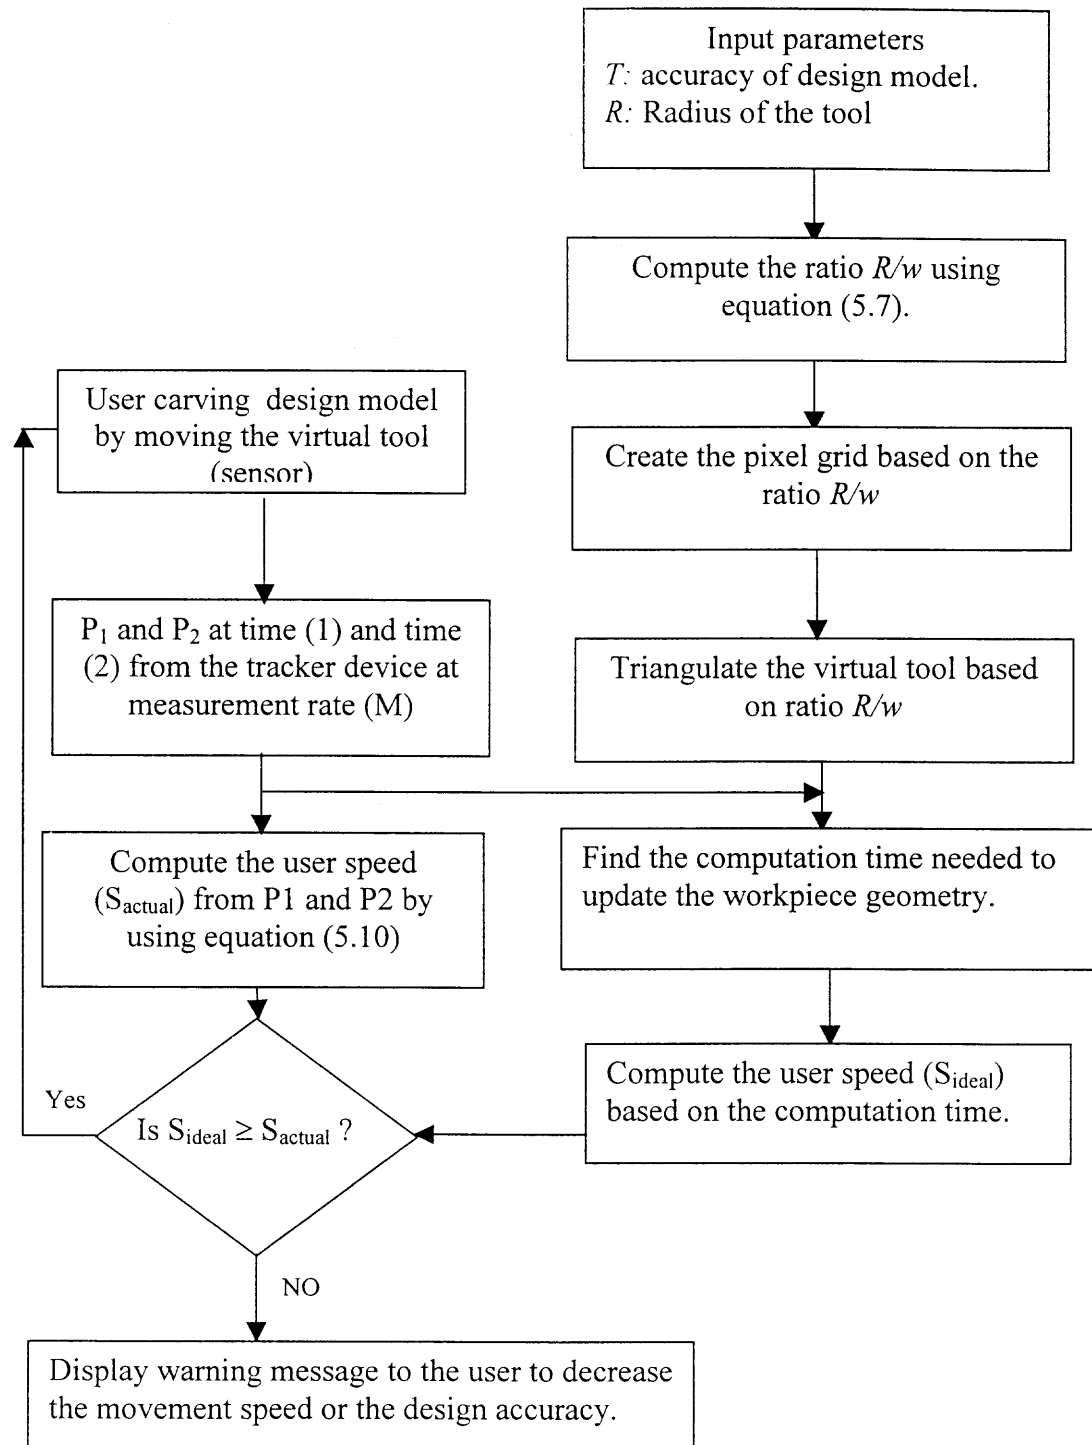 Input parameters
T: accuracy of design model.
R: Radius of the tool
Compute the ratio R/w using
equation (5.7).
User carving  design model
by moving the virtual tool
(sensor)
Create the pixel grid based on the
ratio R/w
P₁ and P₂ at time (1) and time
(2) from the tracker device at
measurement rate (M)
Triangulate the virtual tool based
on ratio R/w
Compute the user speed
(Sactual) from P1 and P2 by
using equation (5.10)
Find the computation time needed to
update the workpiece geometry.
Compute the user speed (Sideal)
based on the computation time.
Yes
Is Sideal ≥ Sactual ?
NO
Display warning message to the user to decrease
the movement speed or the design accuracy.